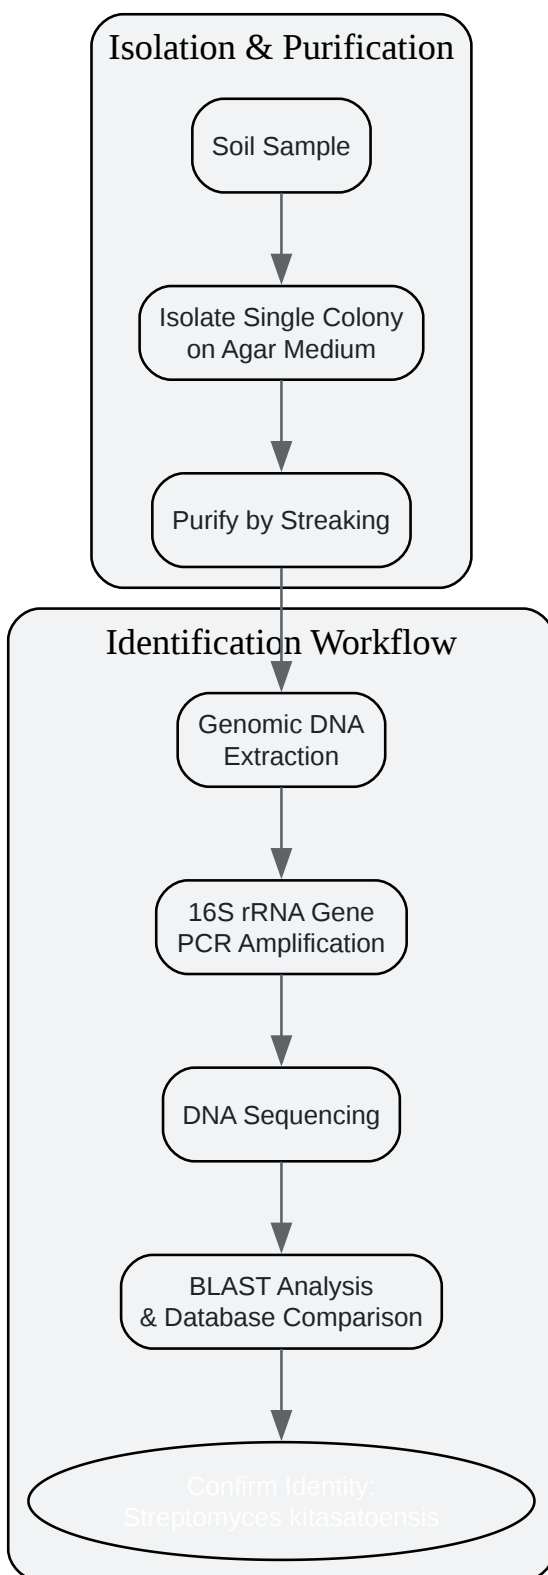 Isolation & Purification
Soil Sample
Isolate Single Colony
on Agar Medium
Purify by Streaking
Identification Workflow
Genomic DNA
Extraction
16S rRNA Gene
PCR Amplification
DNA Sequencing
BLAST Analysis
& Database Comparison
Confirm Identity:
Streptomyces kitasatoensis